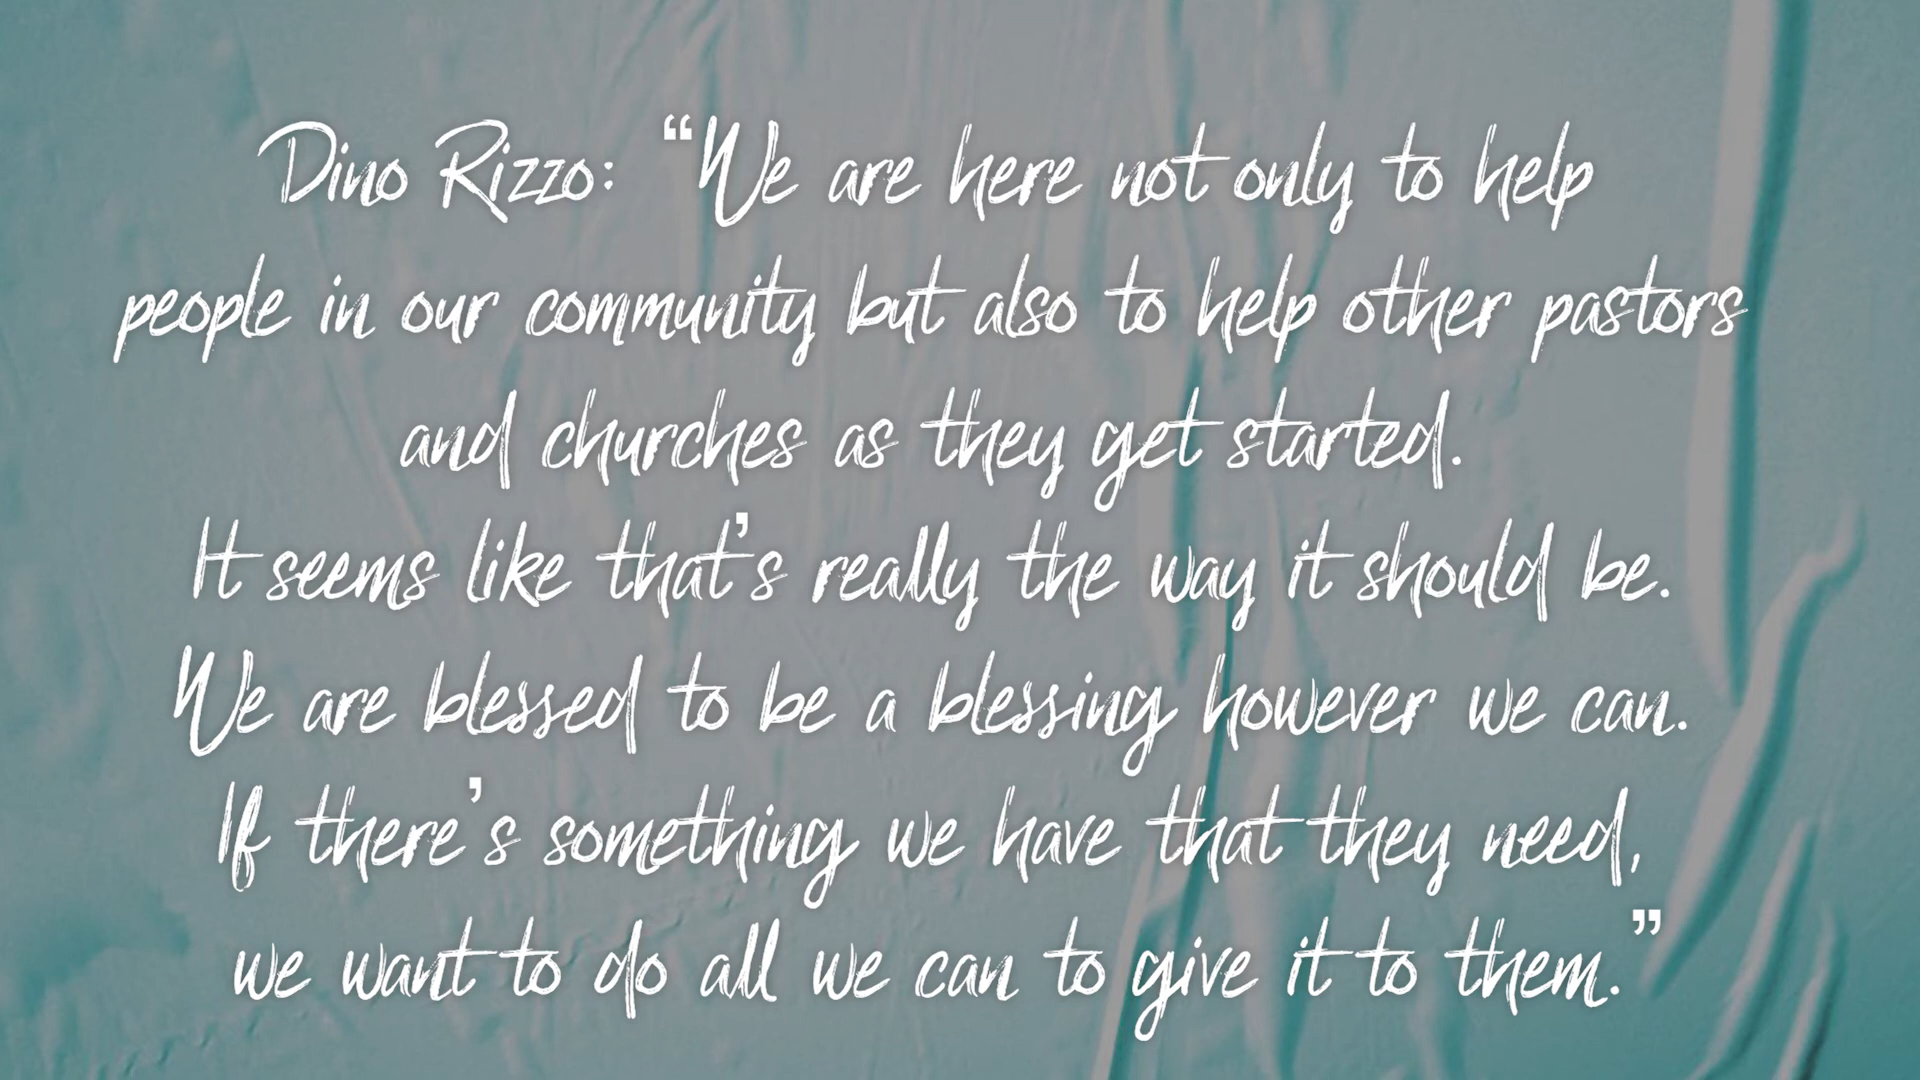 Dino Rizzo: “We are here not only to help
people in our community but also to help other pastors
and churches as they get started.
It seems like that’s really the way it should be.
We are blessed to be a blessing however we can.
If there’s something we have that they need,
we want to do all we can to give it to them.”